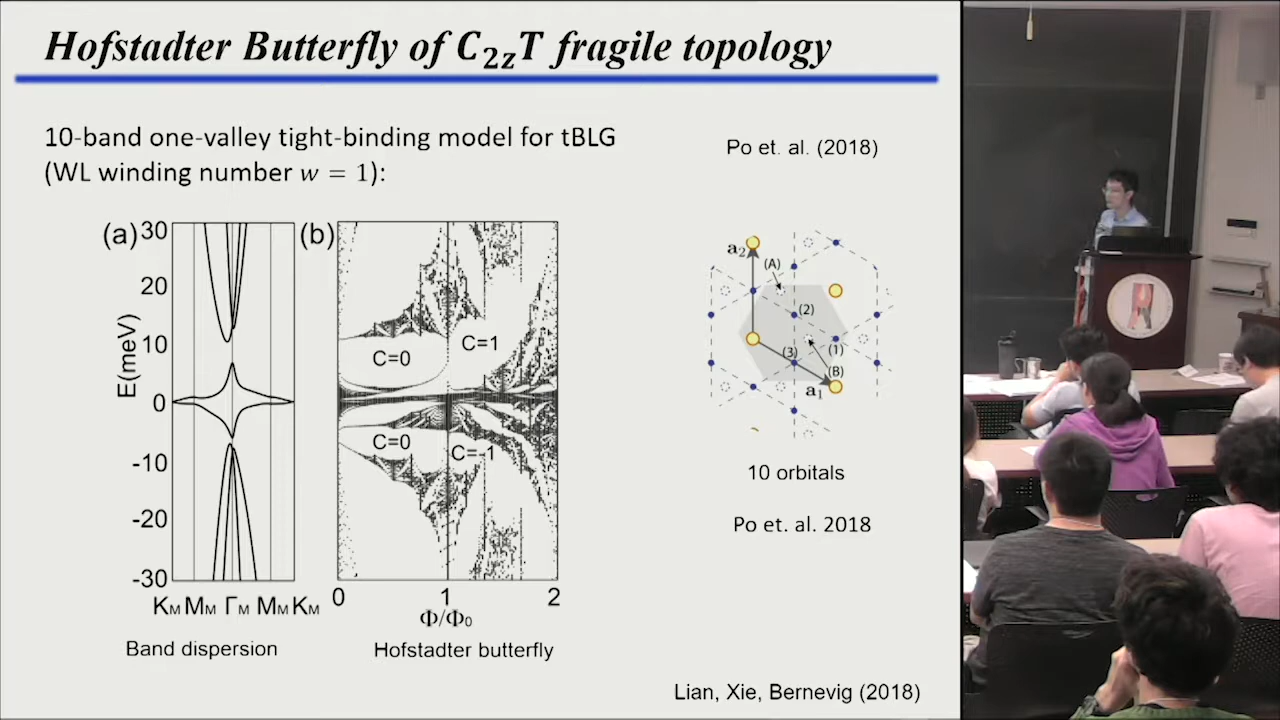 Hofstadter Butterfly of C₂zT fragile topology
10-band one-valley tight-binding model for tBLG
(WL winding number w = 1):
Po et. al. (2018)
(a)
30
20
10
0
-10
-20
-30
E(meV)
KM MM ΓM MM KM
Band dispersion
(b)
C=0
C=1
C=0
C=-1
0
1
2
Φ/Φ₀
Hofstadter butterfly
a₂
(A)
(2)
(3)
(1)
(B)
a₁
10 orbitals
Po et. al. 2018
Lian, Xie, Bernevig (2018)